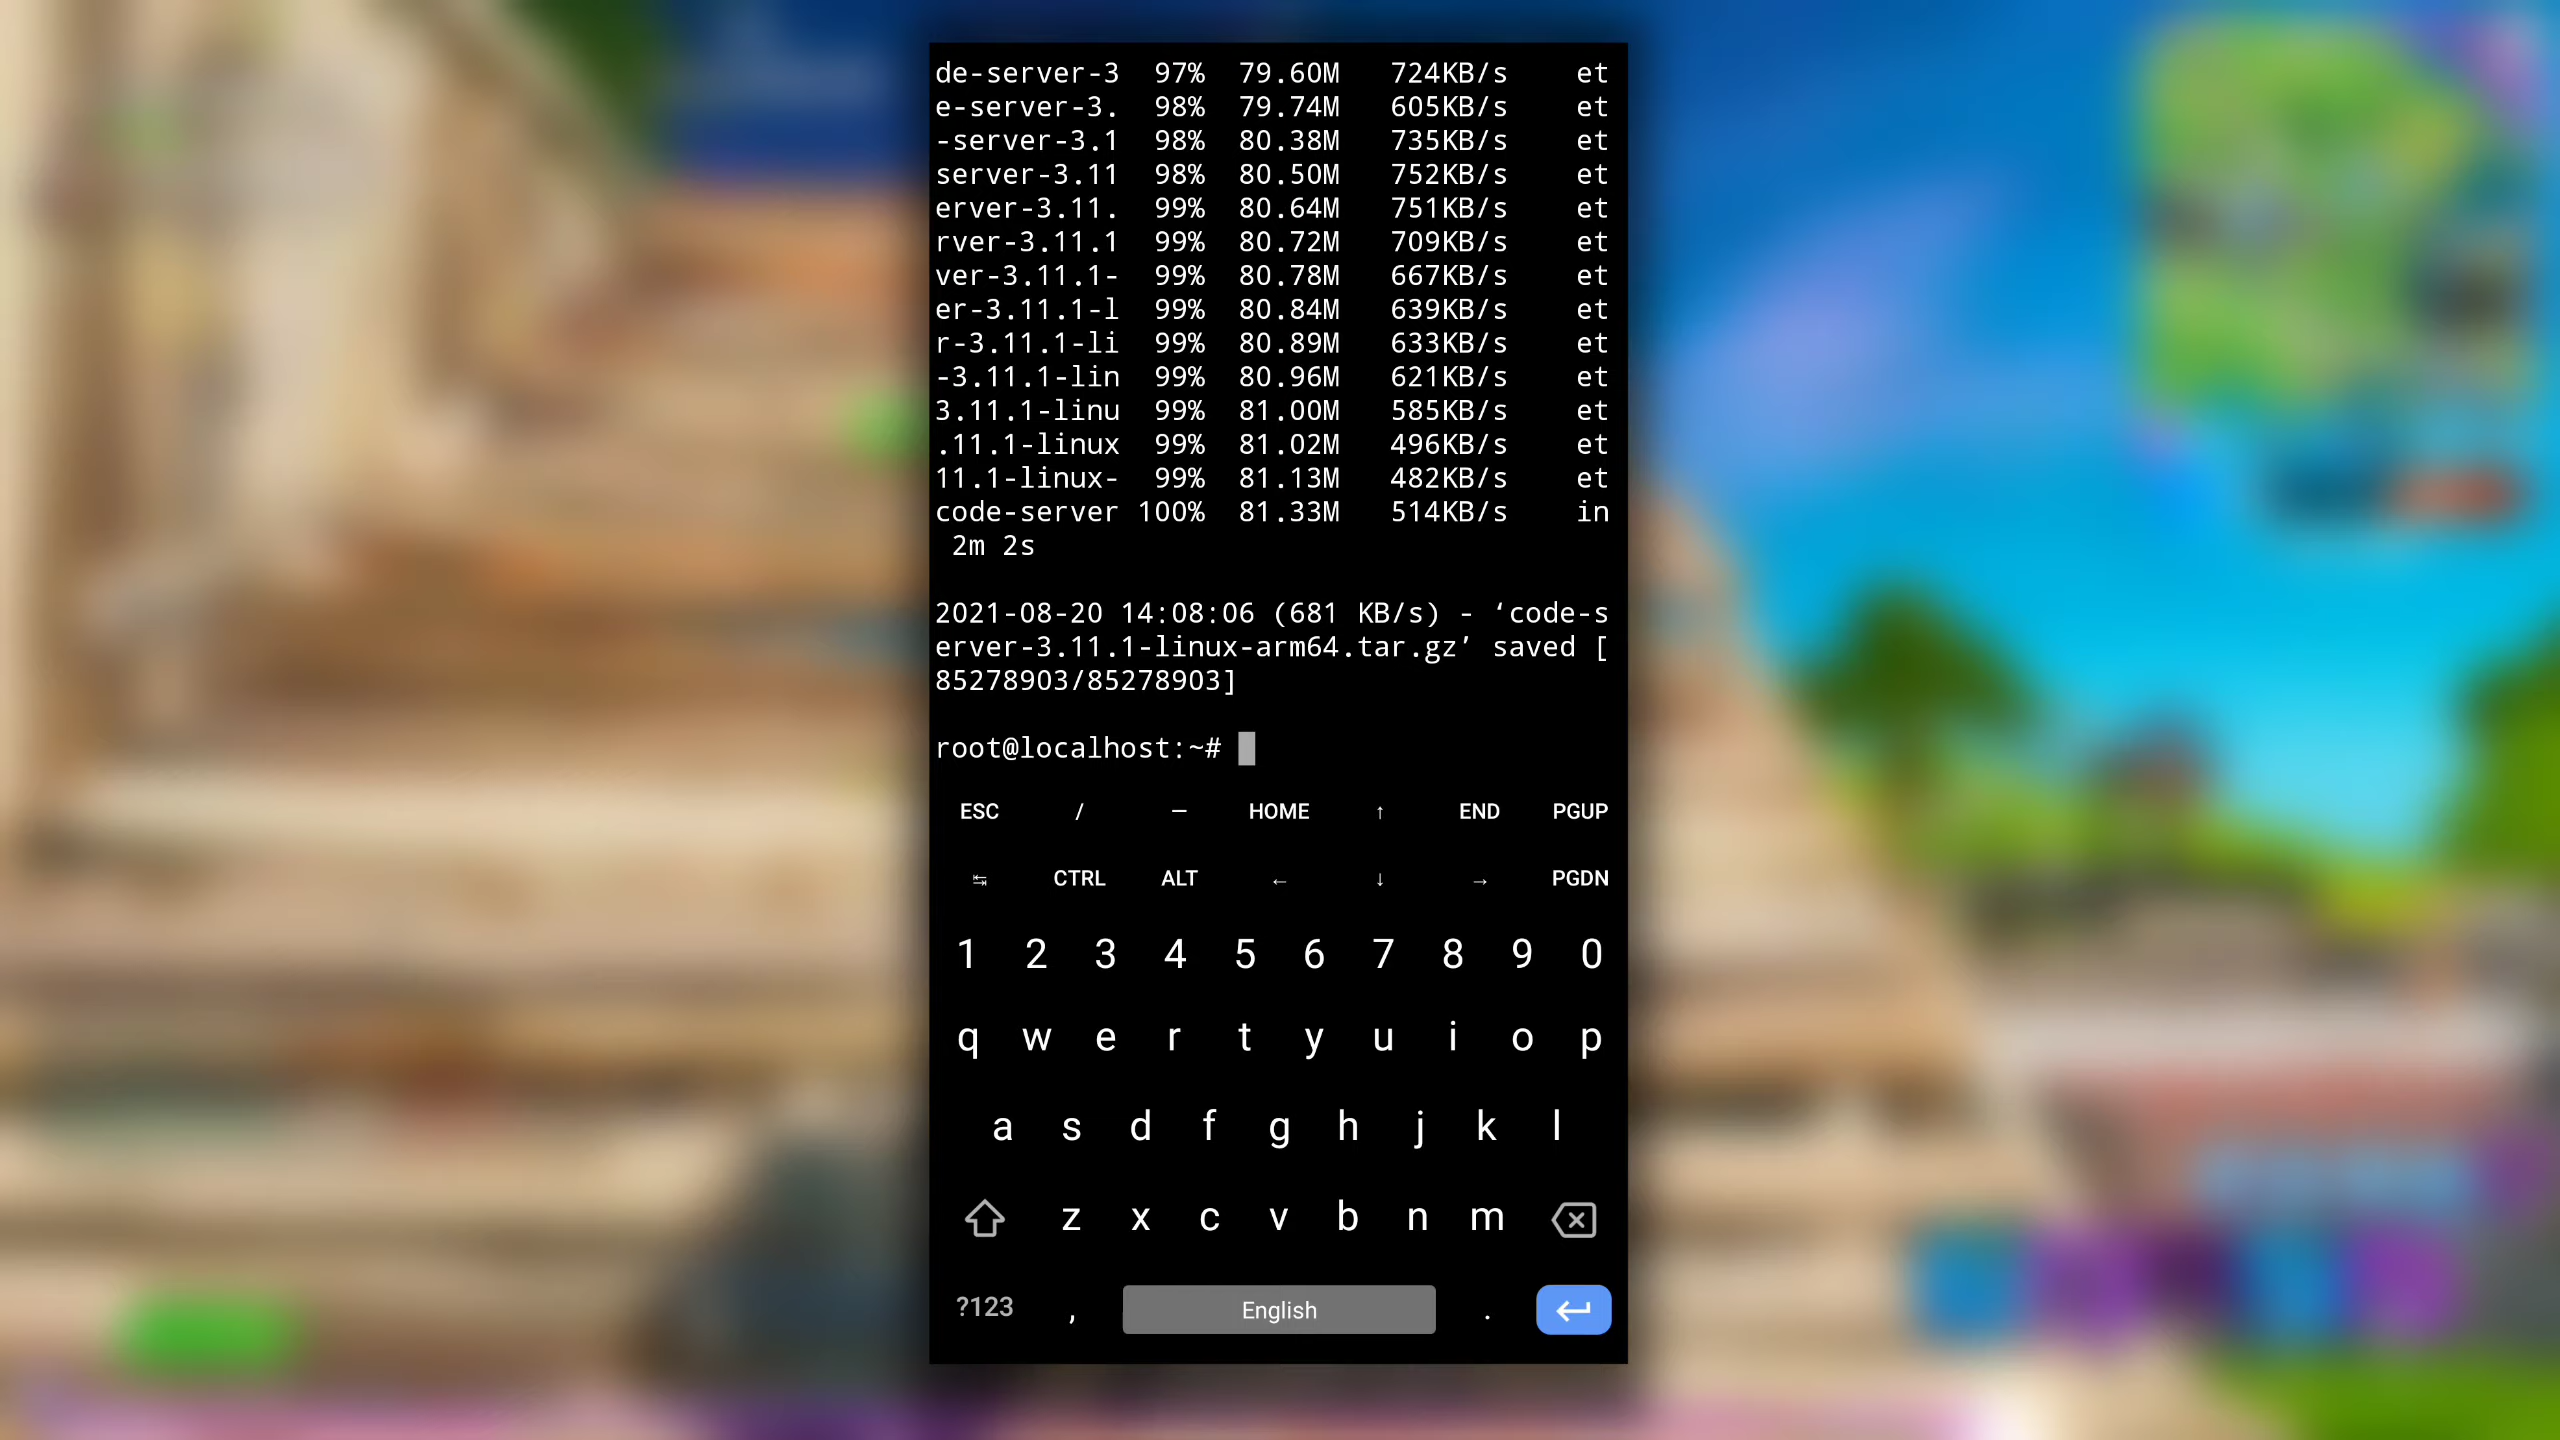 de-server-3 97% 79.60M 724KB/s et
e-server-3. 98% 79.74M 605KB/s et
-server-3.1 98% 80.38M 735KB/s et
server-3.11 98% 80.50M 752KB/s et
erver-3.11. 99% 80.64M 751KB/s et
rver-3.11.1 99% 80.72M 709KB/s et
ver-3.11.1- 99% 80.78M 667KB/s et
er-3.11.1-l 99% 80.84M 639KB/s et
r-3.11.1-li 99% 80.89M 633KB/s et
-3.11.1-lin 99% 80.96M 621KB/s et
3.11.1-linu 99% 81.00M 585KB/s et
.11.1-linux 99% 81.02M 496KB/s et
11.1-linux- 99% 81.13M 482KB/s et
code-server 100% 81.33M 514KB/s in
2m 2s
2021-08-20 14:08:06 (681 KB/s) - ‘code-s
erver-3.11.1-linux-arm64.tar.gz’ saved [
85278903/85278903]
root@localhost:~#
ESC / — HOME ↑ END PGUP
↹ CTRL ALT ← ↓ → PGDN
1 2 3 4 5 6 7 8 9 0
q w e r t y u i o p
a s d f g h j k l
z x c v b n m
?123 , English .